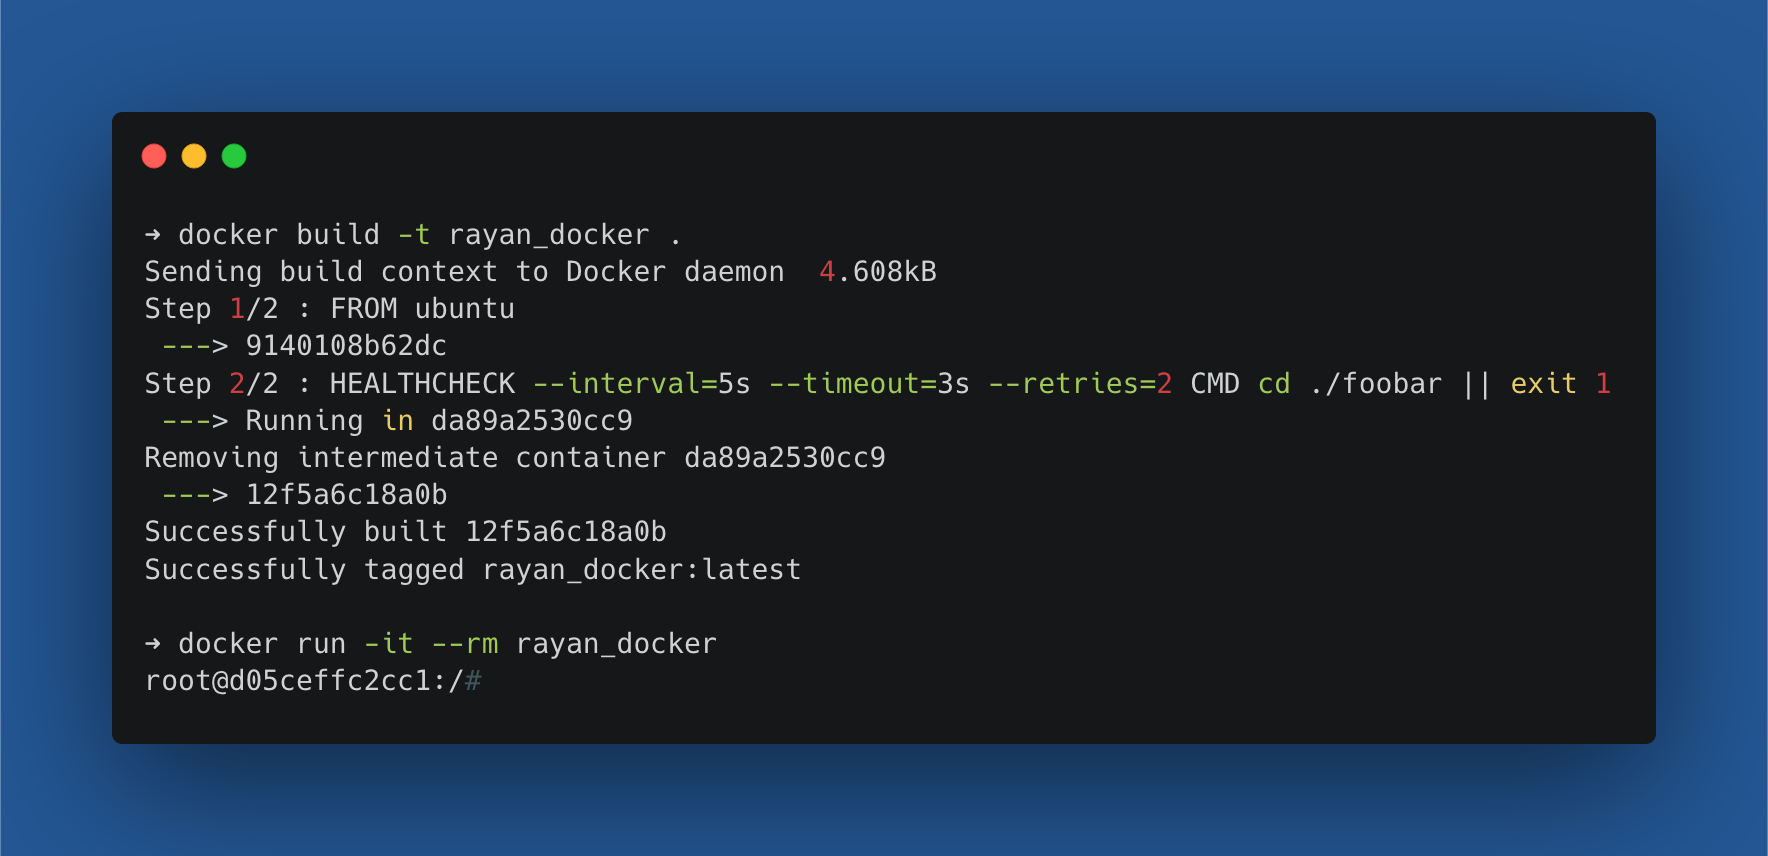 ➜ docker build -t rayan_docker .
Sending build context to Docker daemon  4.608kB
Step 1/2 : FROM ubuntu
 ---> 9140108b62dc
Step 2/2 : HEALTHCHECK --interval=5s --timeout=3s --retries=2 CMD cd ./foobar || exit 1
 ---> Running in da89a2530cc9
Removing intermediate container da89a2530cc9
 ---> 12f5a6c18a0b
Successfully built 12f5a6c18a0b
Successfully tagged rayan_docker:latest

➜ docker run -it --rm rayan_docker
root@d05ceffc2cc1:/#